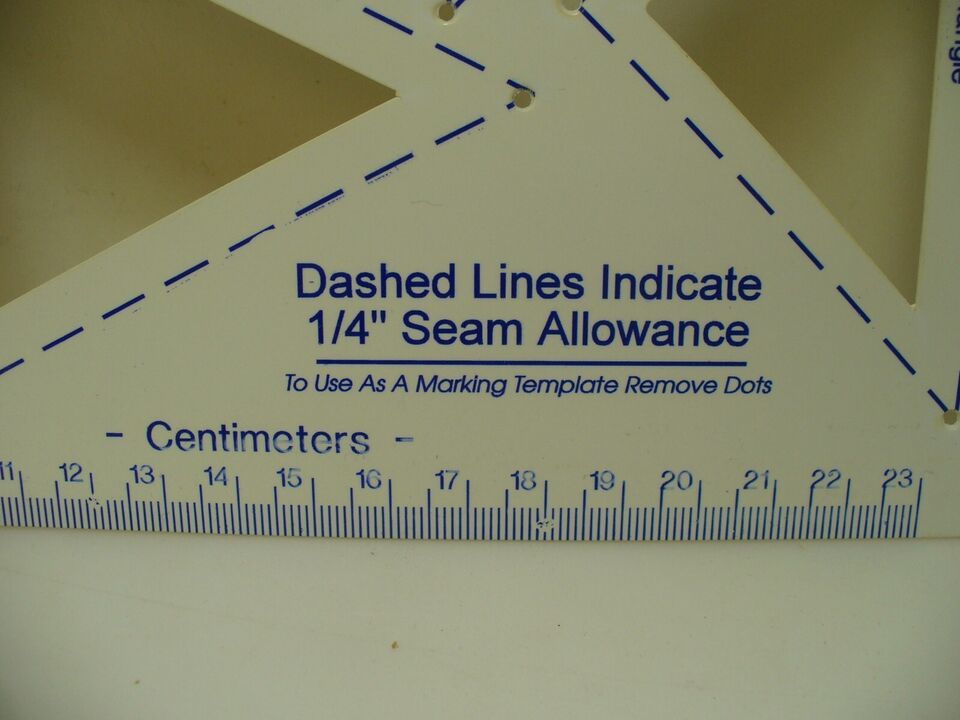 angle
Dashed Lines Indicate
1/4" Seam Allowance
To Use As A Marking Template Remove Dots
- Centimeters -
11 12 13 14 15 16 17 18 19 20 21 22 23